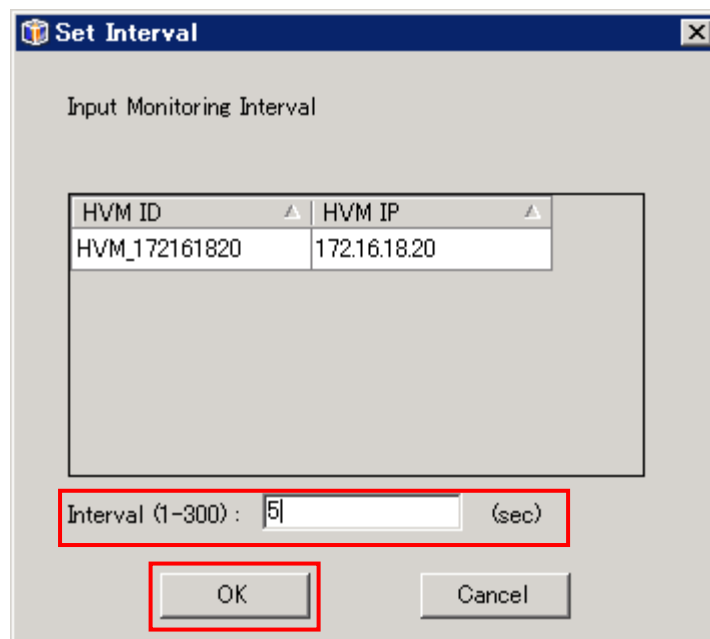 Set Interval
Input Monitoring Interval
HVM ID HVM IP
HVM_172161820 172.16.18.20
Interval (1-300) : 5 (sec)
OK Cancel